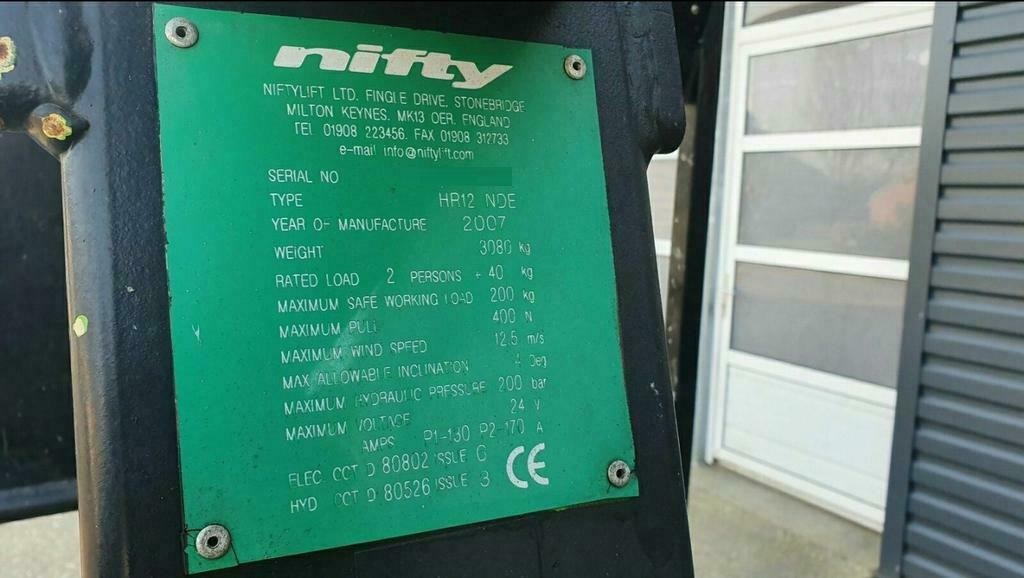 nifty
NIFTYLIFT LTD. FINGLE DRIVE. STONEBRIDGE
MILTON KEYNES. MK13 OER. ENGLAND
TEL 01908 223456. FAX 01908 312733
e-mail info@niftylift.com
SERIAL NO
TYPE HR12 NDE
YEAR OF MANUFACTURE 2007
WEIGHT 3080 kg
RATED LOAD 2 PERSONS + 40 kg
MAXIMUM SAFE WORKING LOAD 200 kg
MAXIMUM PULL 400 N
MAXIMUM WIND SPEED 12.5 m/s
MAX ALLOWABLE INCLINATION 4 Deg
MAXIMUM HYDRAULIC PRESSURE 200 bar
MAXIMUM VOLTAGE 24 V
AMPS P1-130 P2-170 A
ELEC CCT D 80802 ISSUE
HYD CCT D 80526 ISSUE 3
CE